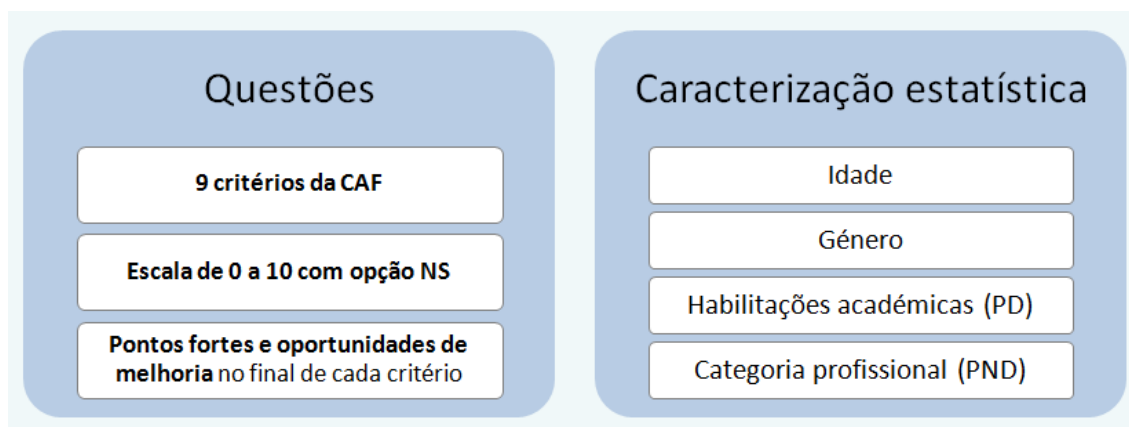 Questões
9 critérios da CAF
Escala de 0 a 10 com opção NS
Pontos fortes e oportunidades de
melhoria no final de cada critério
Caracterização estatística
Idade
Género
Habilitações académicas (PD)
Categoria profissional (PND)